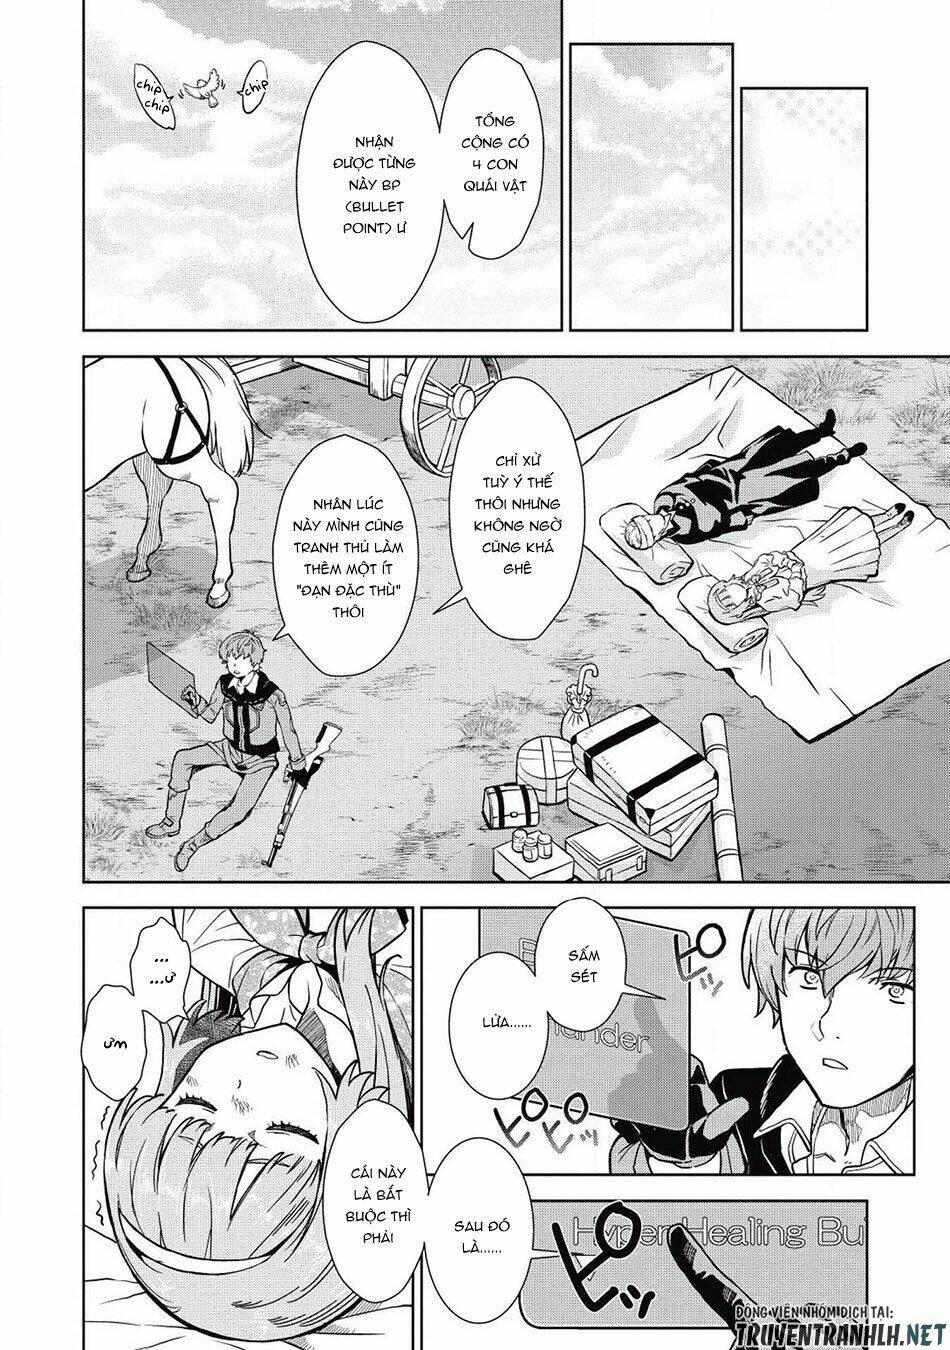 TỔNG
CỘNG CÓ
4 CON
QUÁI VẬT
NHẬN
ĐƯỢC TỪNG
NÀY BP
(BULLET
POINT) Ư
chip
chip
chip
CHỈ XỬ
TUỲ Ý THẾ
THÔI NHƯNG
KHÔNG NGỜ
CŨNG KHÁ
GHÊ
NHÂN LÚC
NÀY MÌNH CŨNG
TRANH THỦ LÀM
THÊM MỘT ÍT
"ĐẠN ĐẶC THÙ"
THÔI
SẤM
SÉT
LỬA......
ピッ
ピピッ
Hyper Healing Bul
ピッ
SAU ĐÓ
LÀ......
CÁI NÀY
LÀ BẮT
BUỘC THÌ
PHẢI
...
...Ư
ƯM
ĐỘNG VIÊN NHÓM DỊCH TẠI:
TRUYENTRANHLH.NET